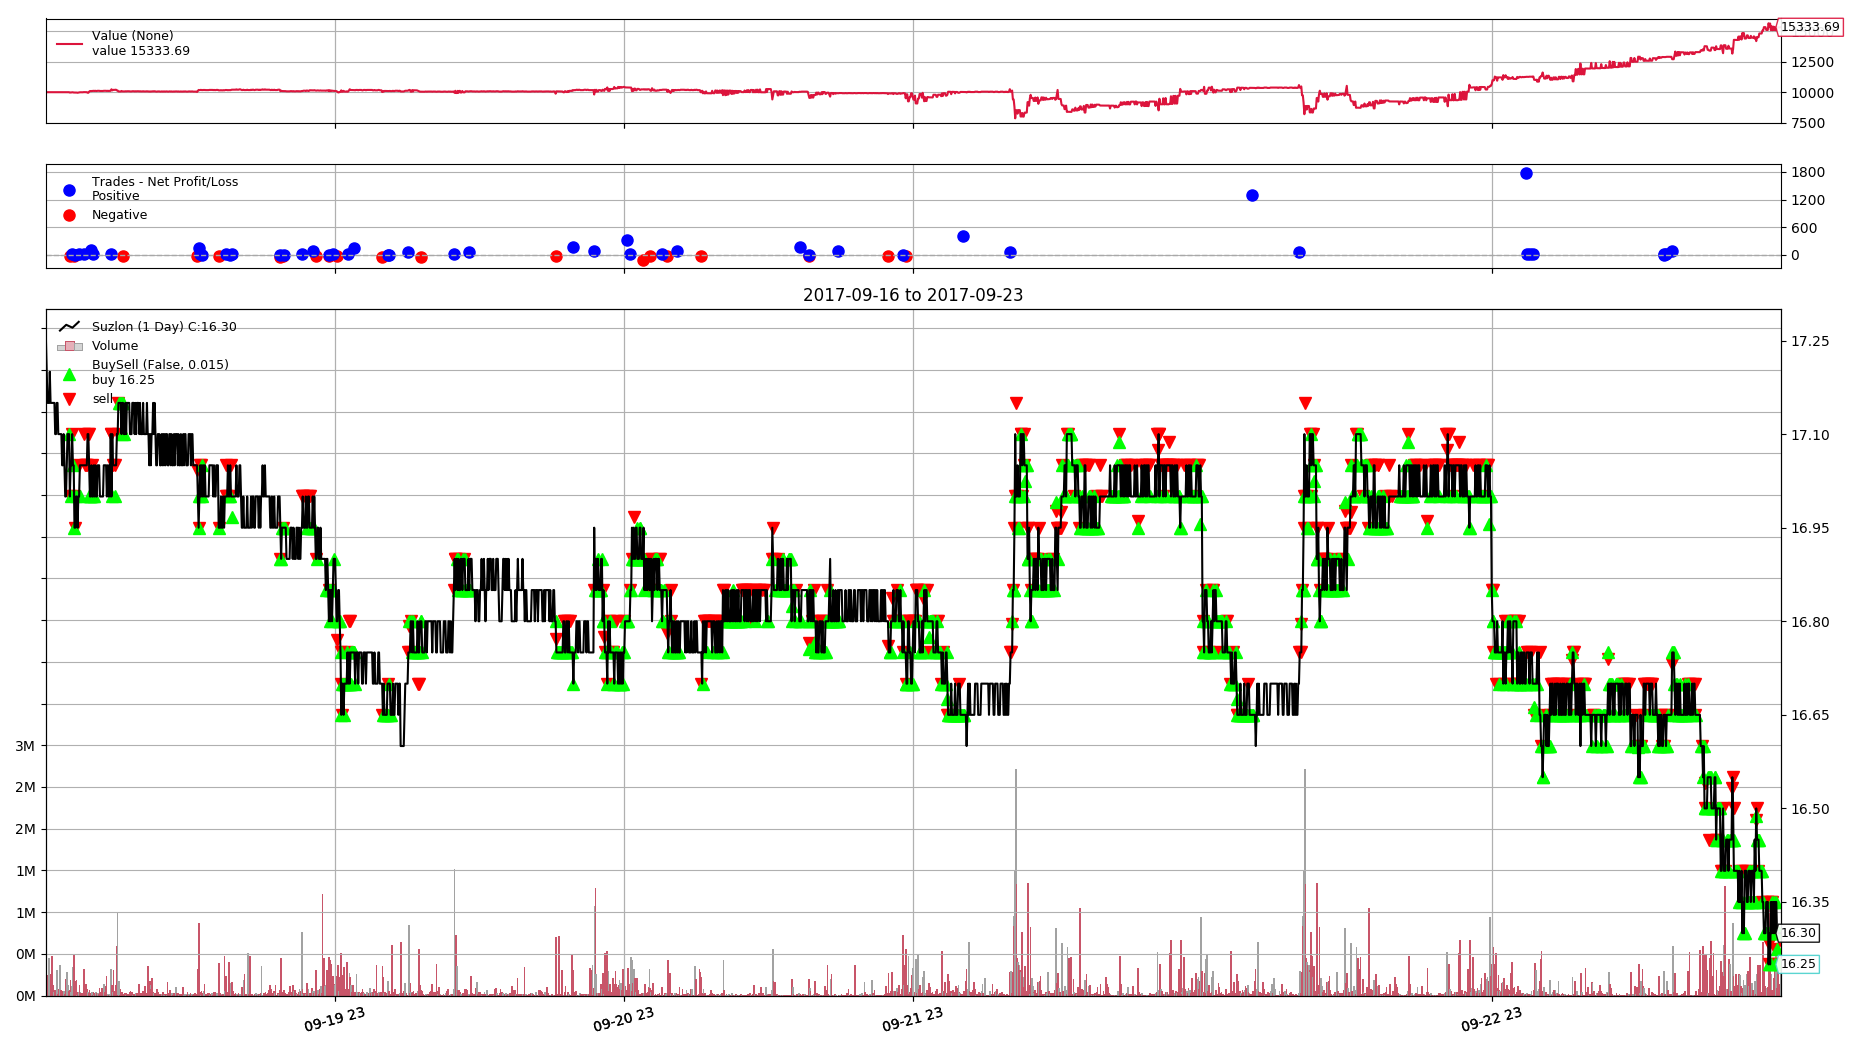 Value (None)
value 15333.69
15333.69
12500
10000
7500
Trades - Net Profit/Loss
Positive
Negative
1800
1200
600
0
2017-09-16 to 2017-09-23
Suzlon (1 Day) C:16.30
Volume
BuySell (False, 0.015)
buy 16.25
sell
17.25
17.10
16.95
16.80
16.65
16.50
16.35
16.30
16.25
3M
2M
2M
1M
1M
0M
0M
09-19 23
09-20 23
09-21 23
09-22 23